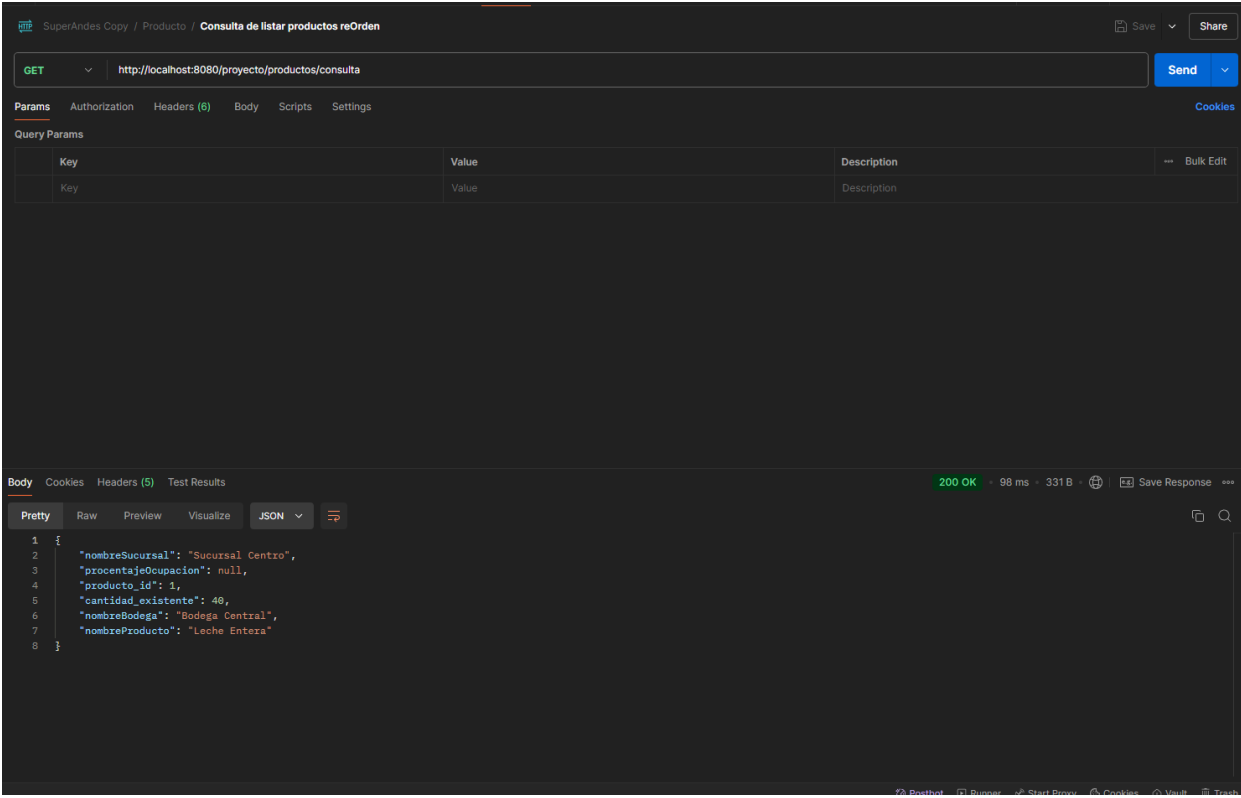 HTTP SuperAndes Copy / Producto / Consulta de listar productos reOrden Save Share
GET http://localhost:8080/proyecto/productos/consulta Send
Params Authorization Headers (6) Body Scripts Settings Cookies
Query Params
Key Value Description Bulk Edit
Key Value Description
Body Cookies Headers (5) Test Results 200 OK 98 ms 331 B e.g. Save Response
Pretty Raw Preview Visualize JSON
1 {
2 "nombreSucursal": "Sucursal Centro",
3 "procentajeOcupacion": null,
4 "producto_id": 1,
5 "cantidad_existente": 40,
6 "nombreBodega": "Bodega Central",
7 "nombreProducto": "Leche Entera"
8 }
Postbot Runner Start Proxy Cookies Vault Trash